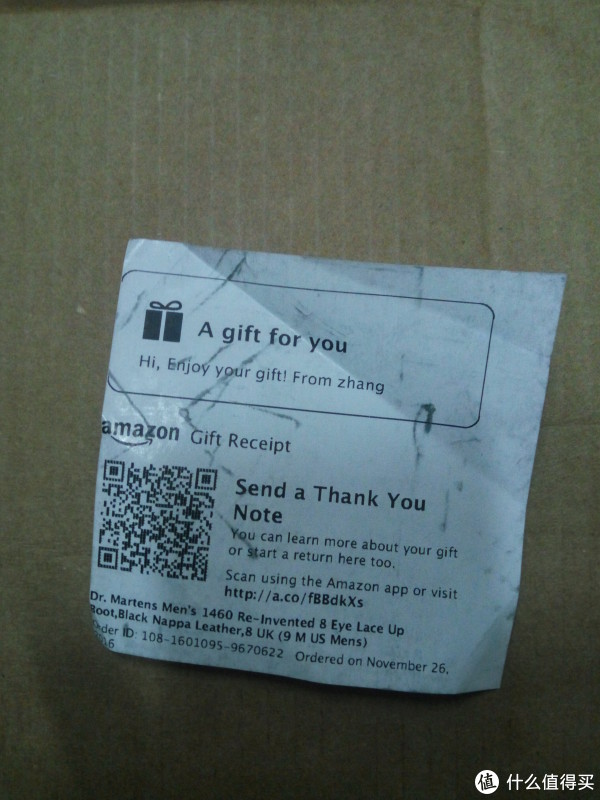 A gift for you
Hi, Enjoy your gift! From zhang
amazon Gift Receipt
Send a Thank You
Note
You can learn more about your gift
or start a return here too.
Scan using the Amazon app or visit
http://a.co/fBBdkXs
Dr. Martens Men's 1460 Re-Invented 8 Eye Lace Up
Boot,Black Nappa Leather,8 UK (9 M US Mens)
Order ID: 108-1601095-9670622 Ordered on November 26,
值 什么值得买